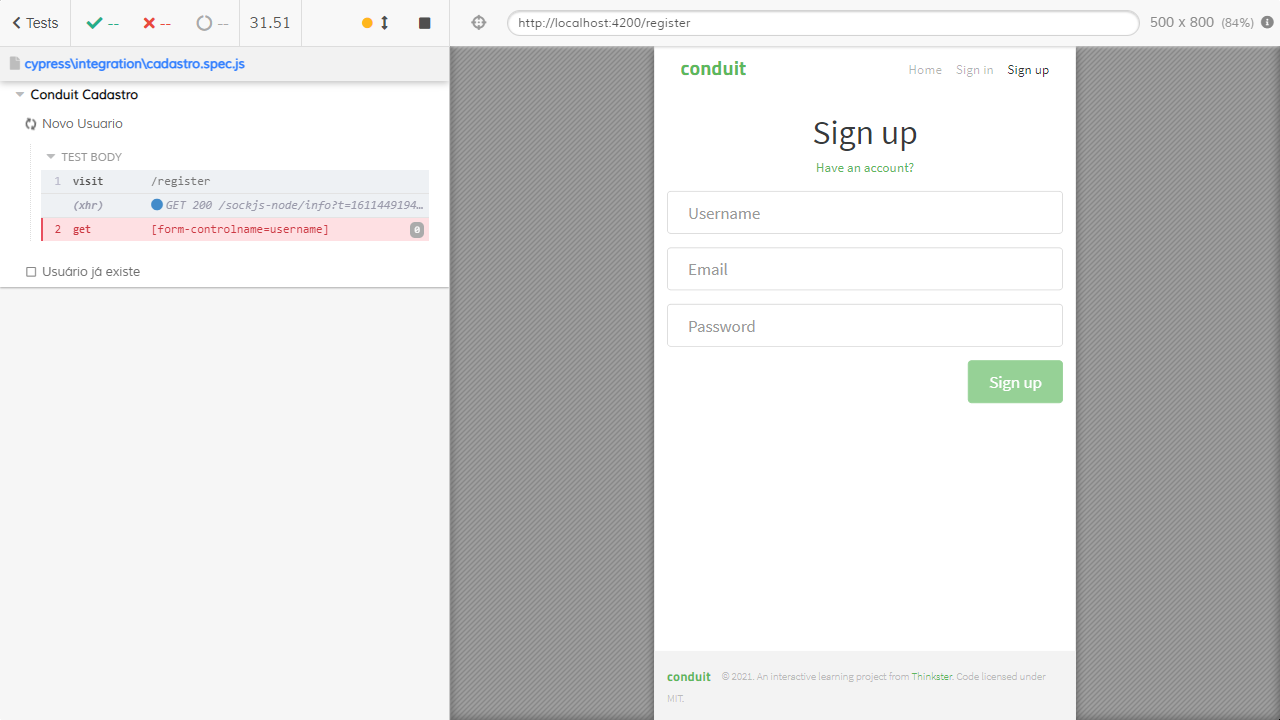 Tests -- -- -- 31.51
cypress\integration\cadastro.spec.js
Conduit Cadastro
Novo Usuario
TEST BODY
1 visit /register
(xhr) GET 200 /sockjs-node/info?t=1611449194…
2 get [form-controlname=username] 0
Usuário já existe
http://localhost:4200/register 500 x 800 (84%)
conduit Home Sign in Sign up
Sign up
Have an account?
Username
Email
Password
Sign up
conduit © 2021. An interactive learning project from Thinkster. Code licensed under
MIT.